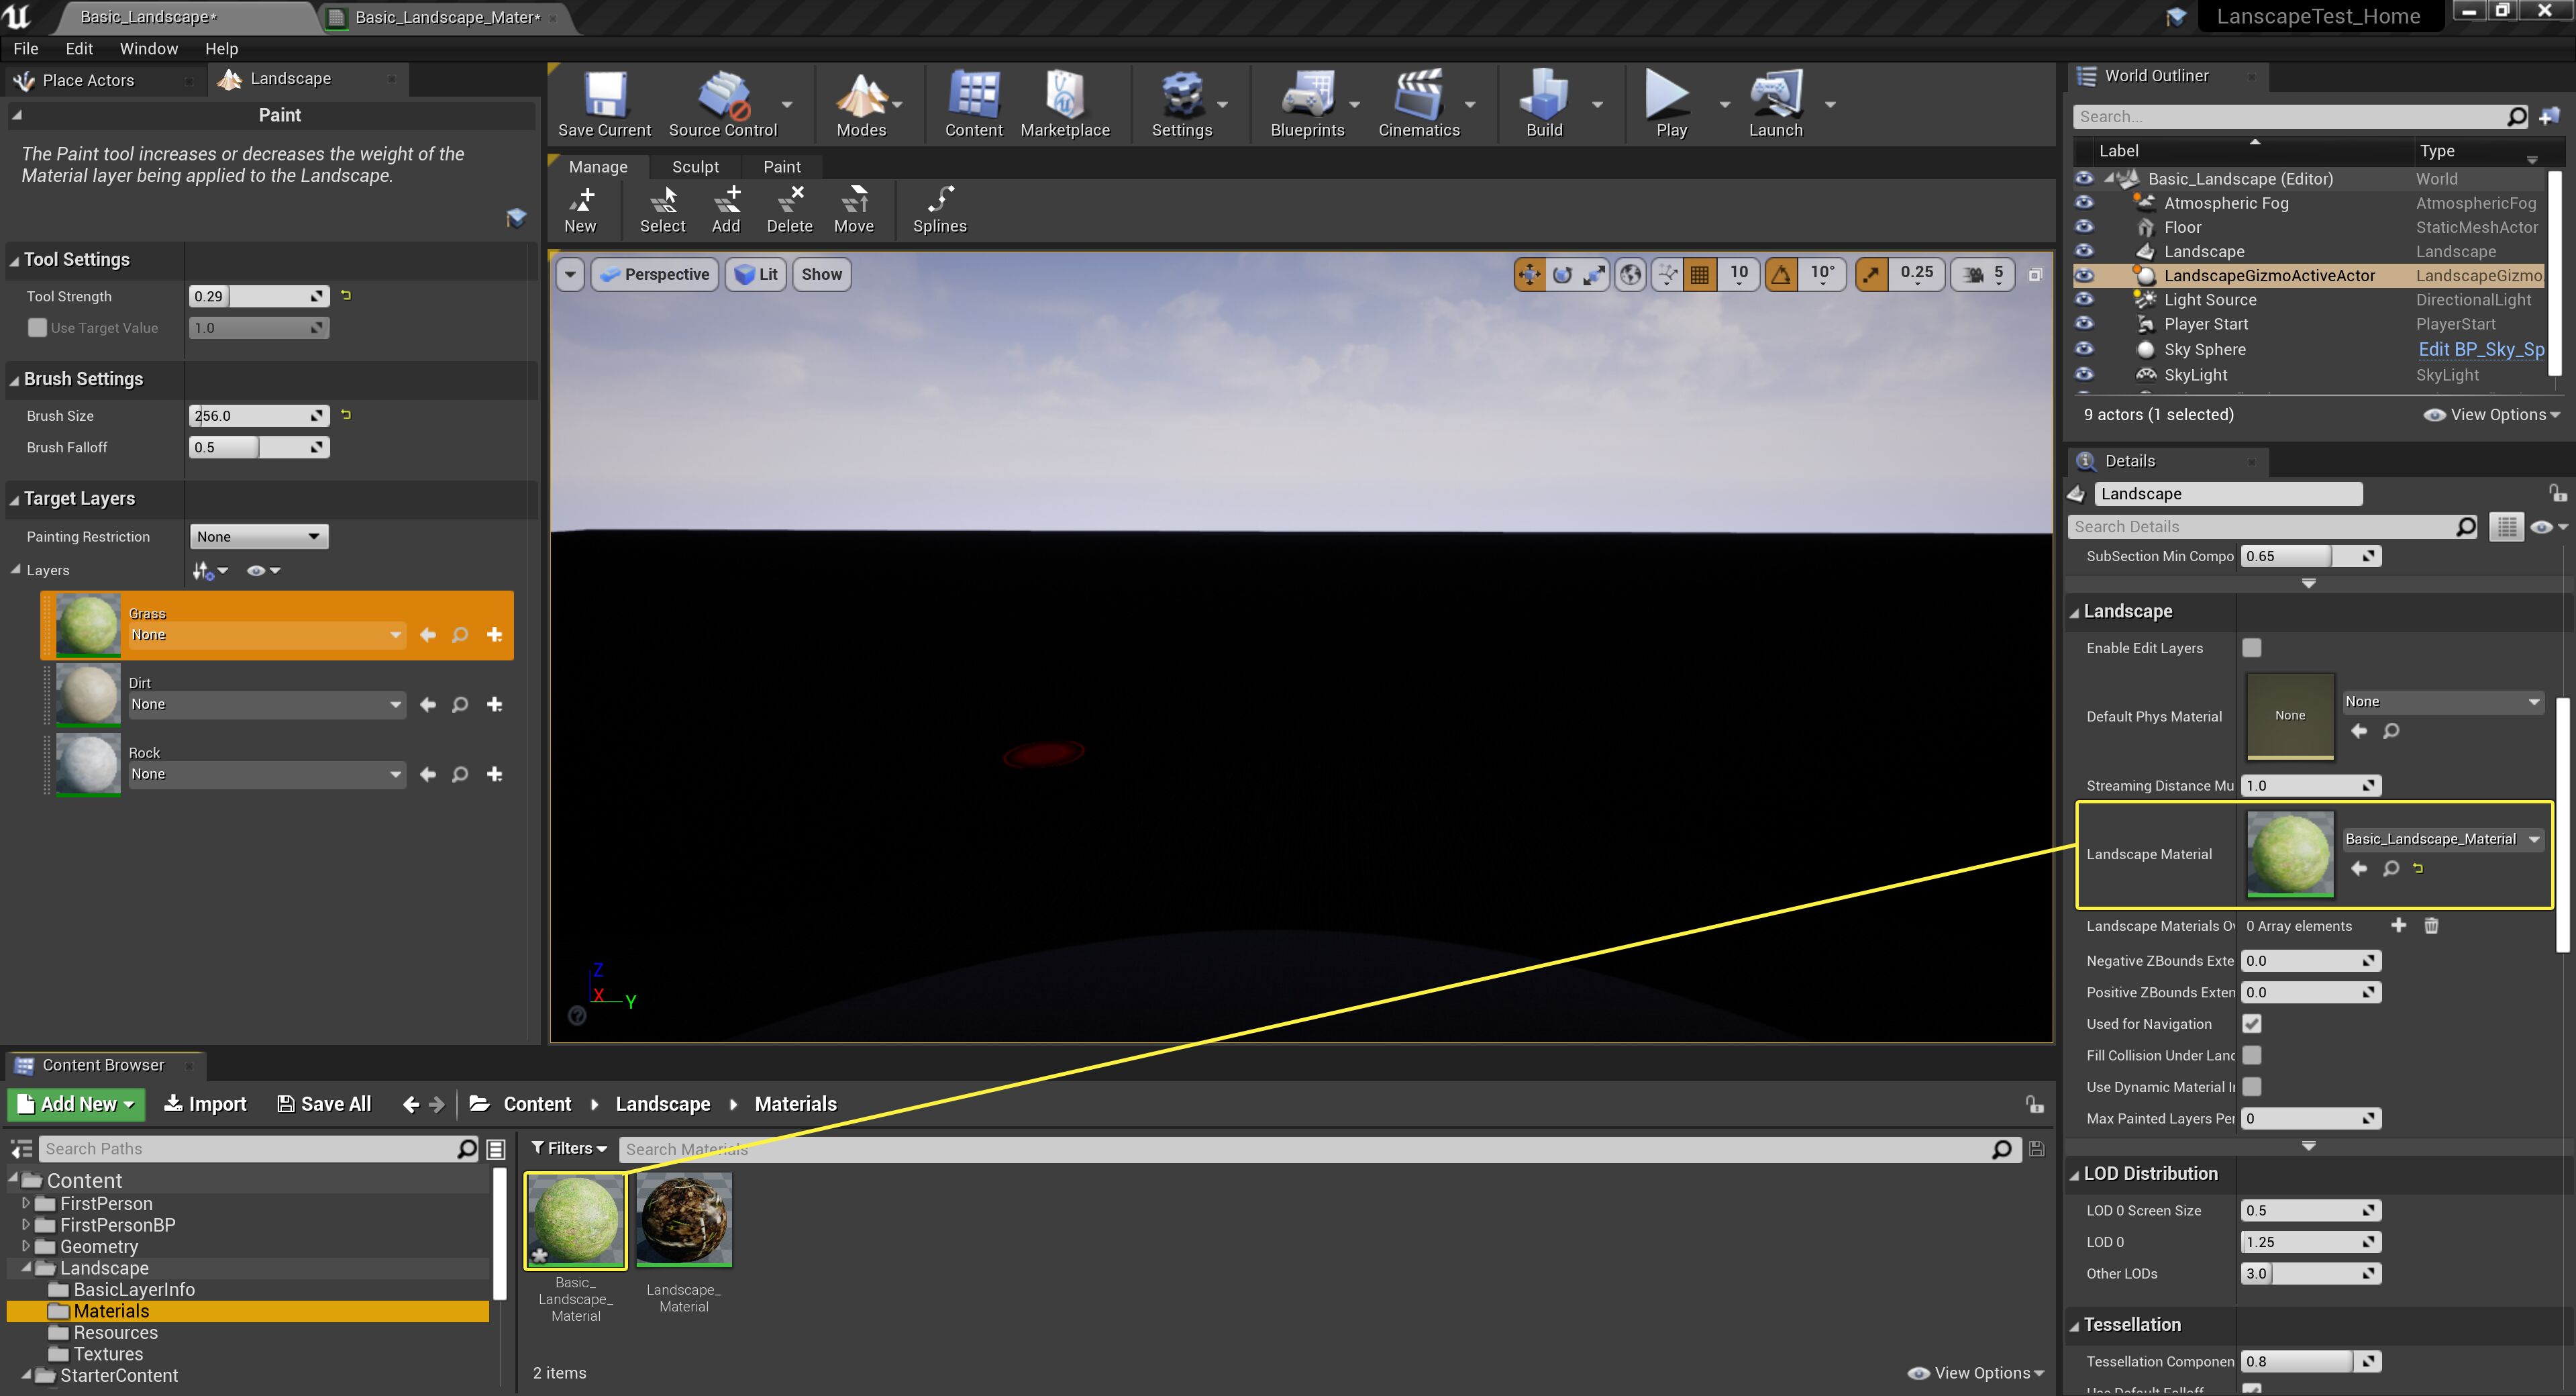 Basic_Landscape*
Basic_Landscape_Mater*
LanscapeTest_Home
File Edit Window Help
Place Actors
Landscape
Paint
The Paint tool increases or decreases the weight of the
Material layer being applied to the Landscape.
Tool Settings
Tool Strength 0.29
Use Target Value 1.0
Brush Settings
Brush Size 256.0
Brush Falloff 0.5
Target Layers
Painting Restriction None
Layers
Grass
None
Dirt
None
Rock
None
Save Current Source Control Modes Content Marketplace Settings Blueprints Cinematics Build Play Launch
Manage Sculpt Paint
New Select Add Delete Move Splines
Perspective Lit Show 10 10° 0.25 5
Z
X Y
World Outliner
Search...
Label Type
Basic_Landscape (Editor) World
Atmospheric Fog AtmosphericFog
Floor StaticMeshActor
Landscape Landscape
LandscapeGizmoActiveActor LandscapeGizmo
Light Source DirectionalLight
Player Start PlayerStart
Sky Sphere Edit BP_Sky_Sp
SkyLight SkyLight
9 actors (1 selected) View Options
Details
Landscape
Search Details
SubSection Min Compo 0.65
Landscape
Enable Edit Layers
Default Phys Material None None
Streaming Distance Mu 1.0
Landscape Material Basic_Landscape_Material
Landscape Materials Ov 0 Array elements
Negative ZBounds Exte 0.0
Positive ZBounds Exten 0.0
Used for Navigation
Fill Collision Under Land
Use Dynamic Material In
Max Painted Layers Per 0
LOD Distribution
LOD 0 Screen Size 0.5
LOD 0 1.25
Other LODs 3.0
Tessellation
Tessellation Componen 0.8
Content Browser
Add New Import Save All Content Landscape Materials
Search Paths
Filters Search Materials
Content
FirstPerson
FirstPersonBP
Geometry
Landscape
BasicLayerInfo
Materials
Resources
Textures
StarterContent
Basic_
Landscape_
Material
Landscape_
Material
2 items View Options